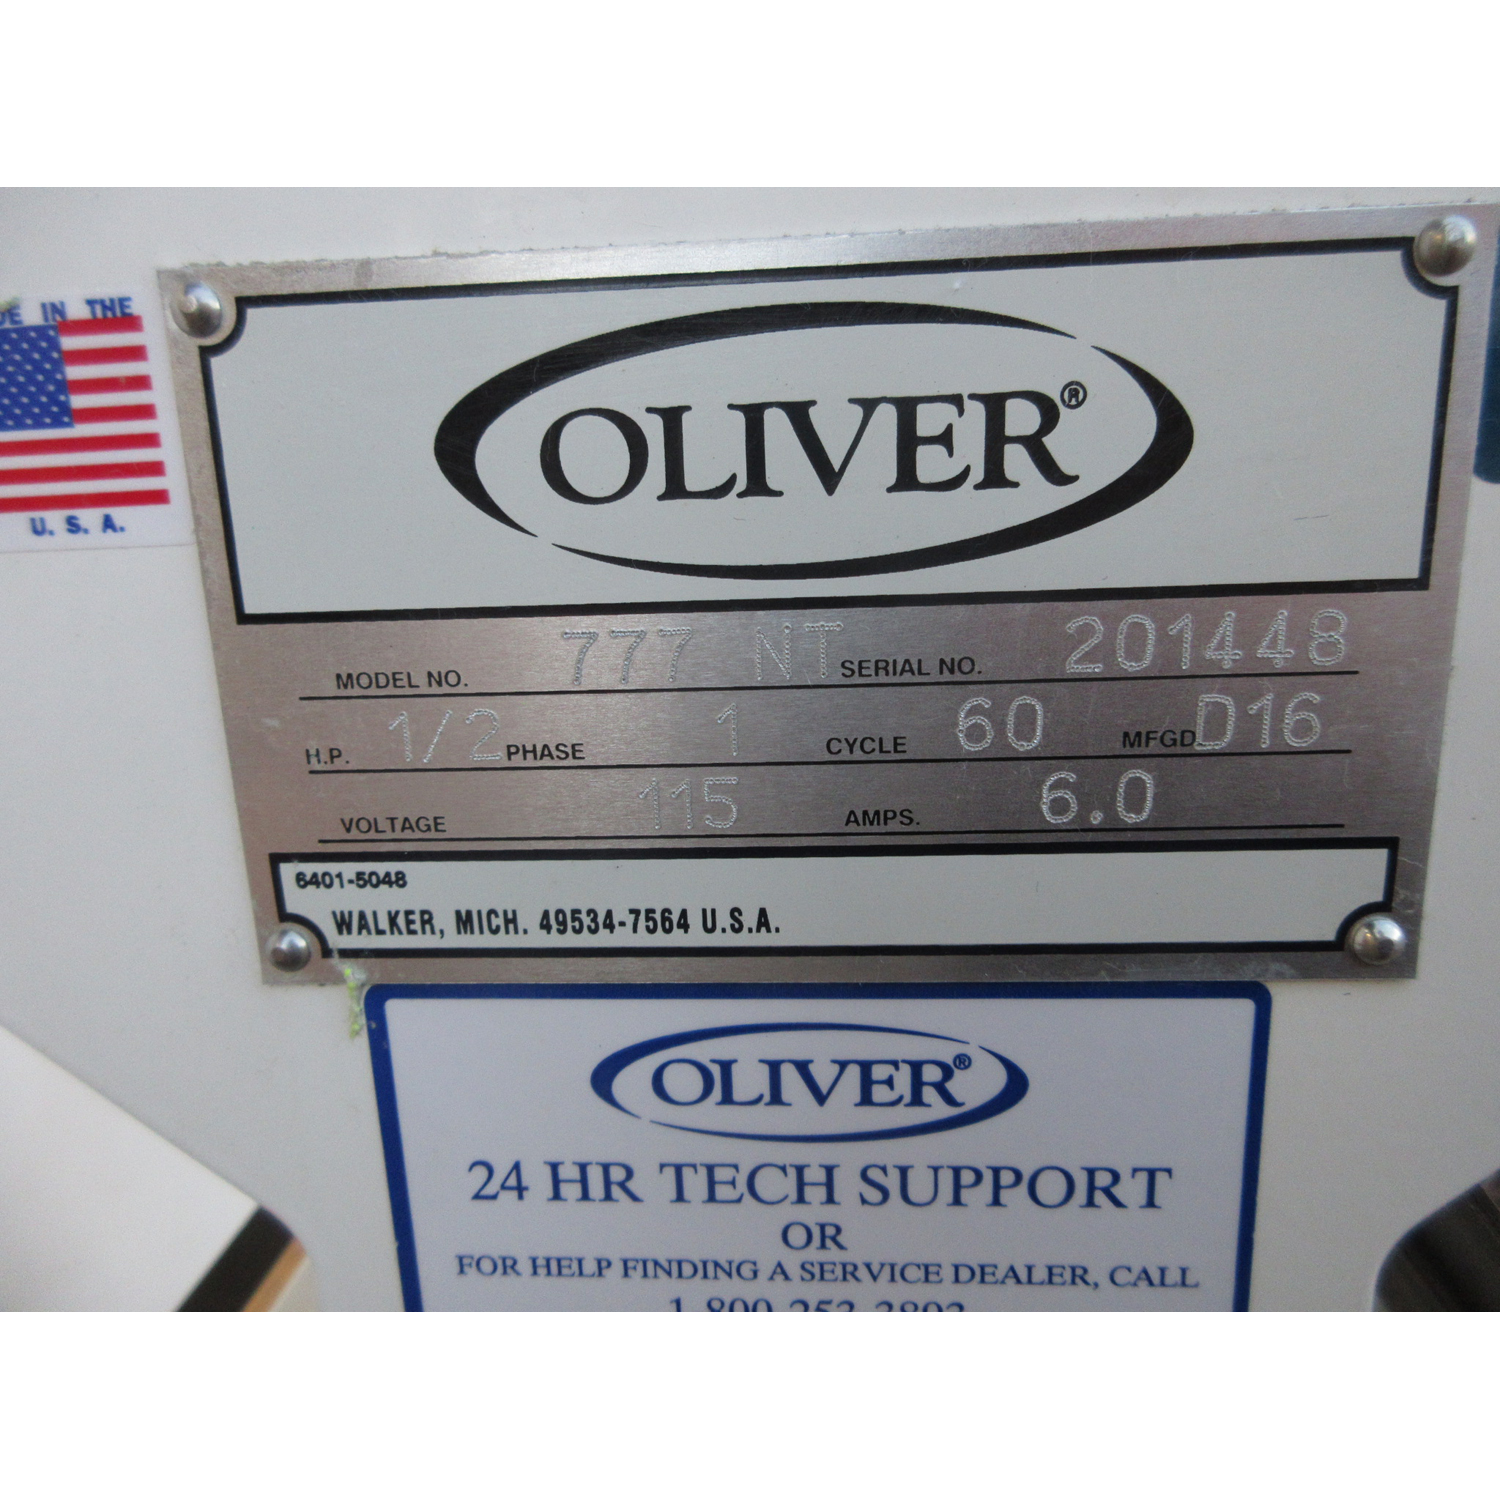 IN THE
U. S. A.
OLIVER®
MODEL NO. 777 NT SERIAL NO. 201448
H.P. 1/2 PHASE 1 CYCLE 60 MFGD. D16
VOLTAGE 115 AMPS. 6.0
6401-5048
WALKER, MICH. 49534-7564 U.S.A.
OLIVER®
24 HR TECH SUPPORT
OR
FOR HELP FINDING A SERVICE DEALER, CALL